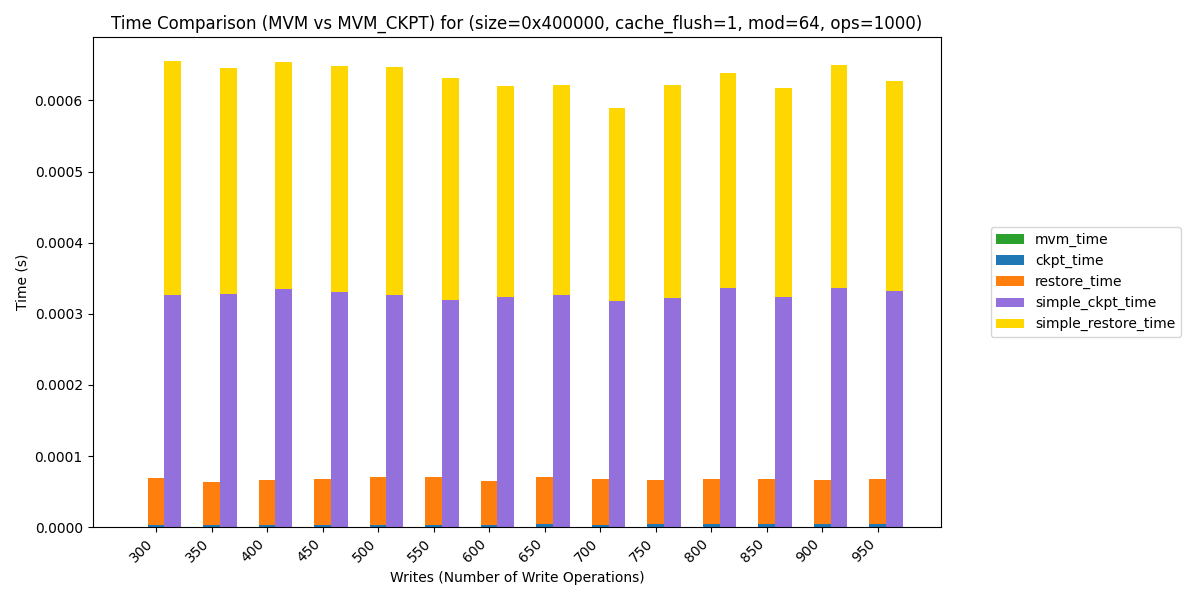 Time Comparison (MVM vs MVM_CKPT) for (size=0x400000, cache_flush=1, mod=64, ops=1000)
Time (s)
0.0006
0.0005
0.0004
0.0003
0.0002
0.0001
0.0000
300 350 400 450 500 550 600 650 700 750 800 850 900 950
Writes (Number of Write Operations)
mvm_time
ckpt_time
restore_time
simple_ckpt_time
simple_restore_time